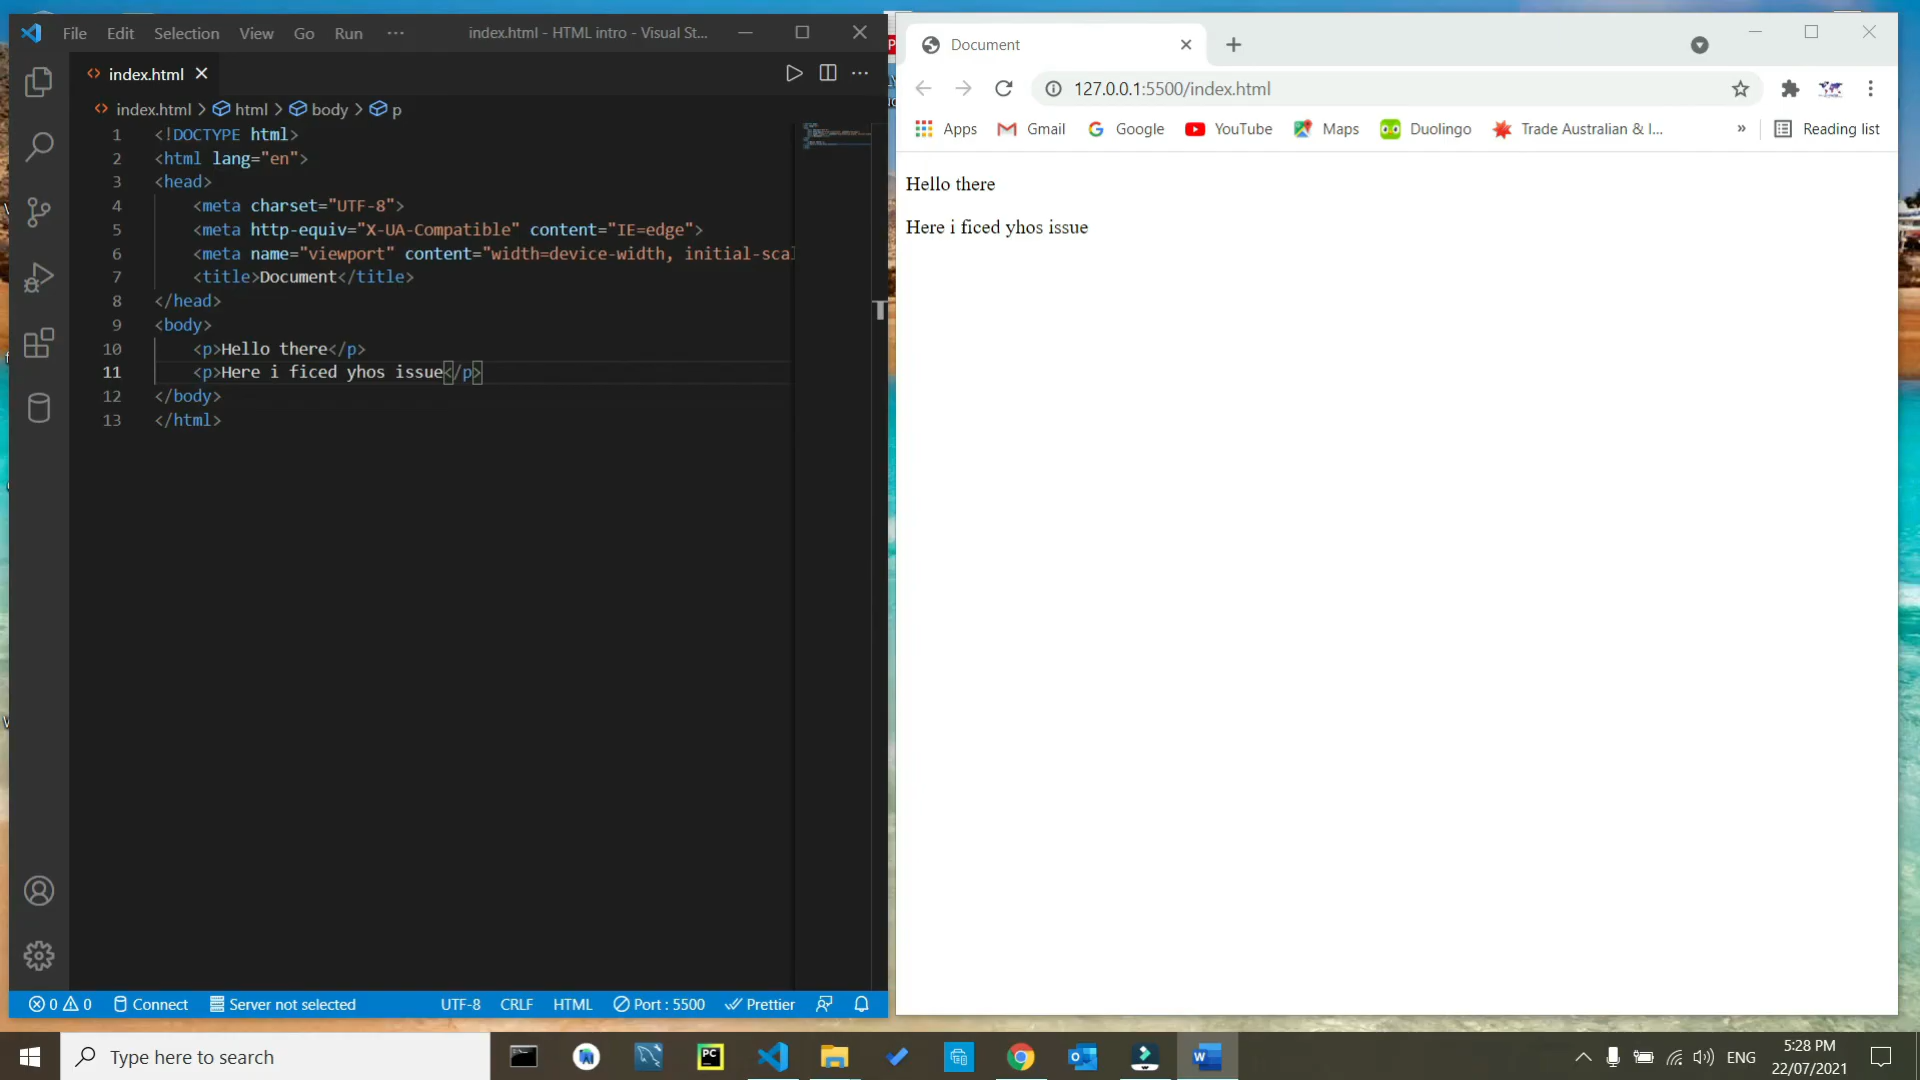 File Edit Selection View Go Run ··· index.html - HTML intro - Visual St...
index.html
index.html > html > body > p
1 <!DOCTYPE html>
2 <html lang="en">
3 <head>
4 <meta charset="UTF-8">
5 <meta http-equiv="X-UA-Compatible" content="IE=edge">
6 <meta name="viewport" content="width=device-width, initial-scal
7 <title>Document</title>
8 </head>
9 <body>
10 <p>Hello there</p>
11 <p>Here i ficed yhos issue</p>
12 </body>
13 </html>
0 0 Connect Server not selected UTF-8 CRLF HTML Port : 5500 Prettier
Document
127.0.0.1:5500/index.html
Apps Gmail Google YouTube Maps Duolingo Trade Australian & I... » Reading list
Hello there
Here i ficed yhos issue
Type here to search
PC
W
ENG
5:28 PM
22/07/2021